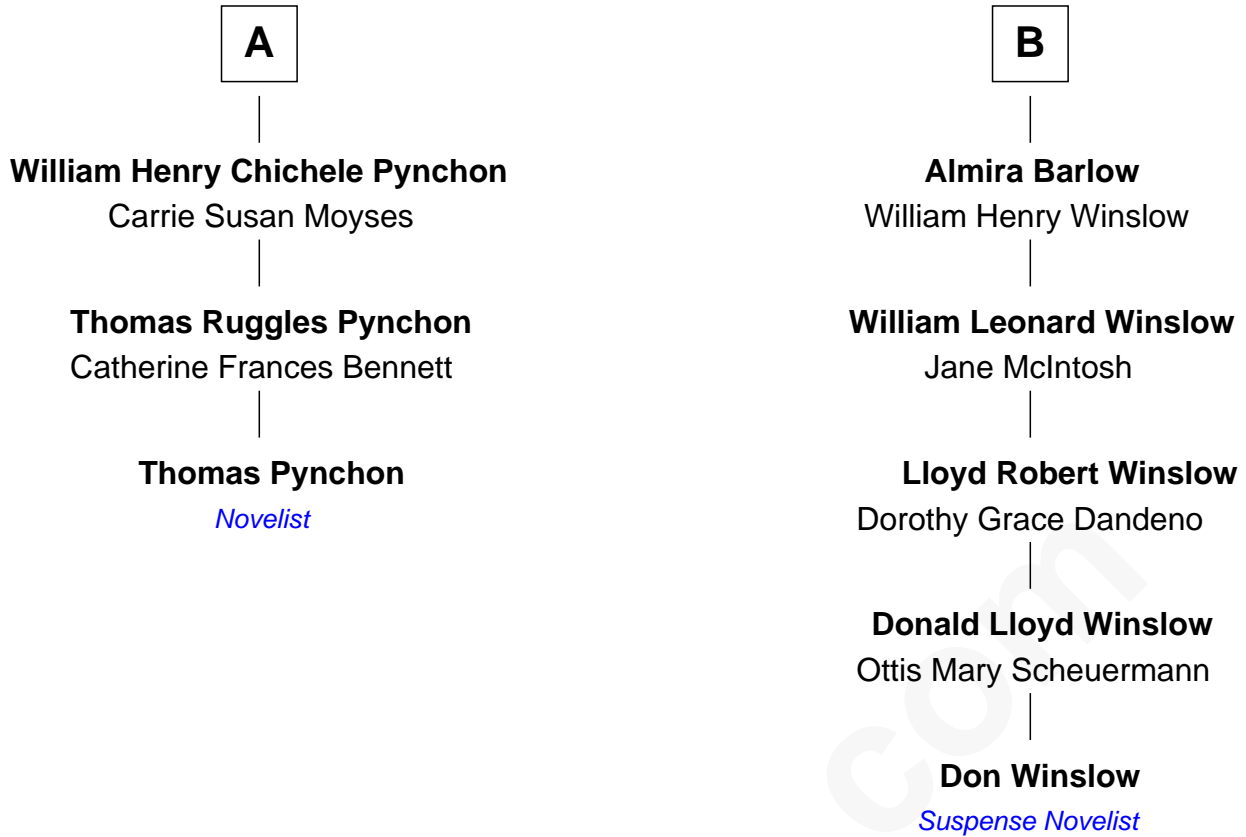 A
William Henry Chichele Pynchon
Carrie Susan Moyses
Thomas Ruggles Pynchon
Catherine Frances Bennett
Thomas Pynchon
Novelist
B
Almira Barlow
William Henry Winslow
William Leonard Winslow
Jane McIntosh
Lloyd Robert Winslow
Dorothy Grace Dandeno
Donald Lloyd Winslow
Ottis Mary Scheuermann
Don Winslow
Suspense Novelist
com